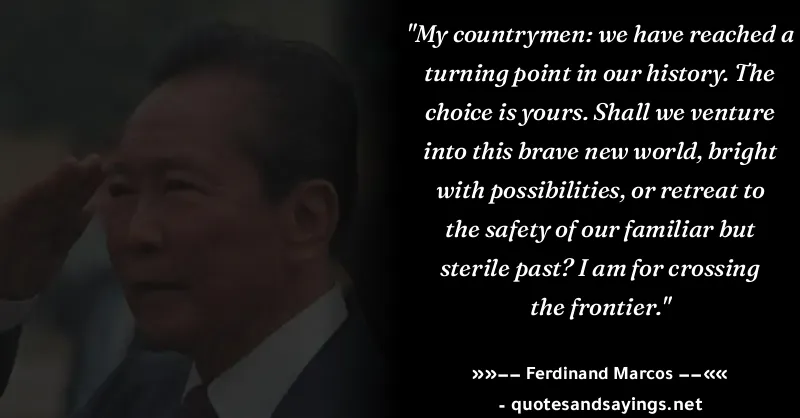 "My countrymen: we have reached a
turning point in our history. The
choice is yours. Shall we venture
into this brave new world, bright
with possibilities, or retreat to
the safety of our familiar but
sterile past? I am for crossing
the frontier."
»»–– Ferdinand Marcos ––««
- quotesandsayings.net